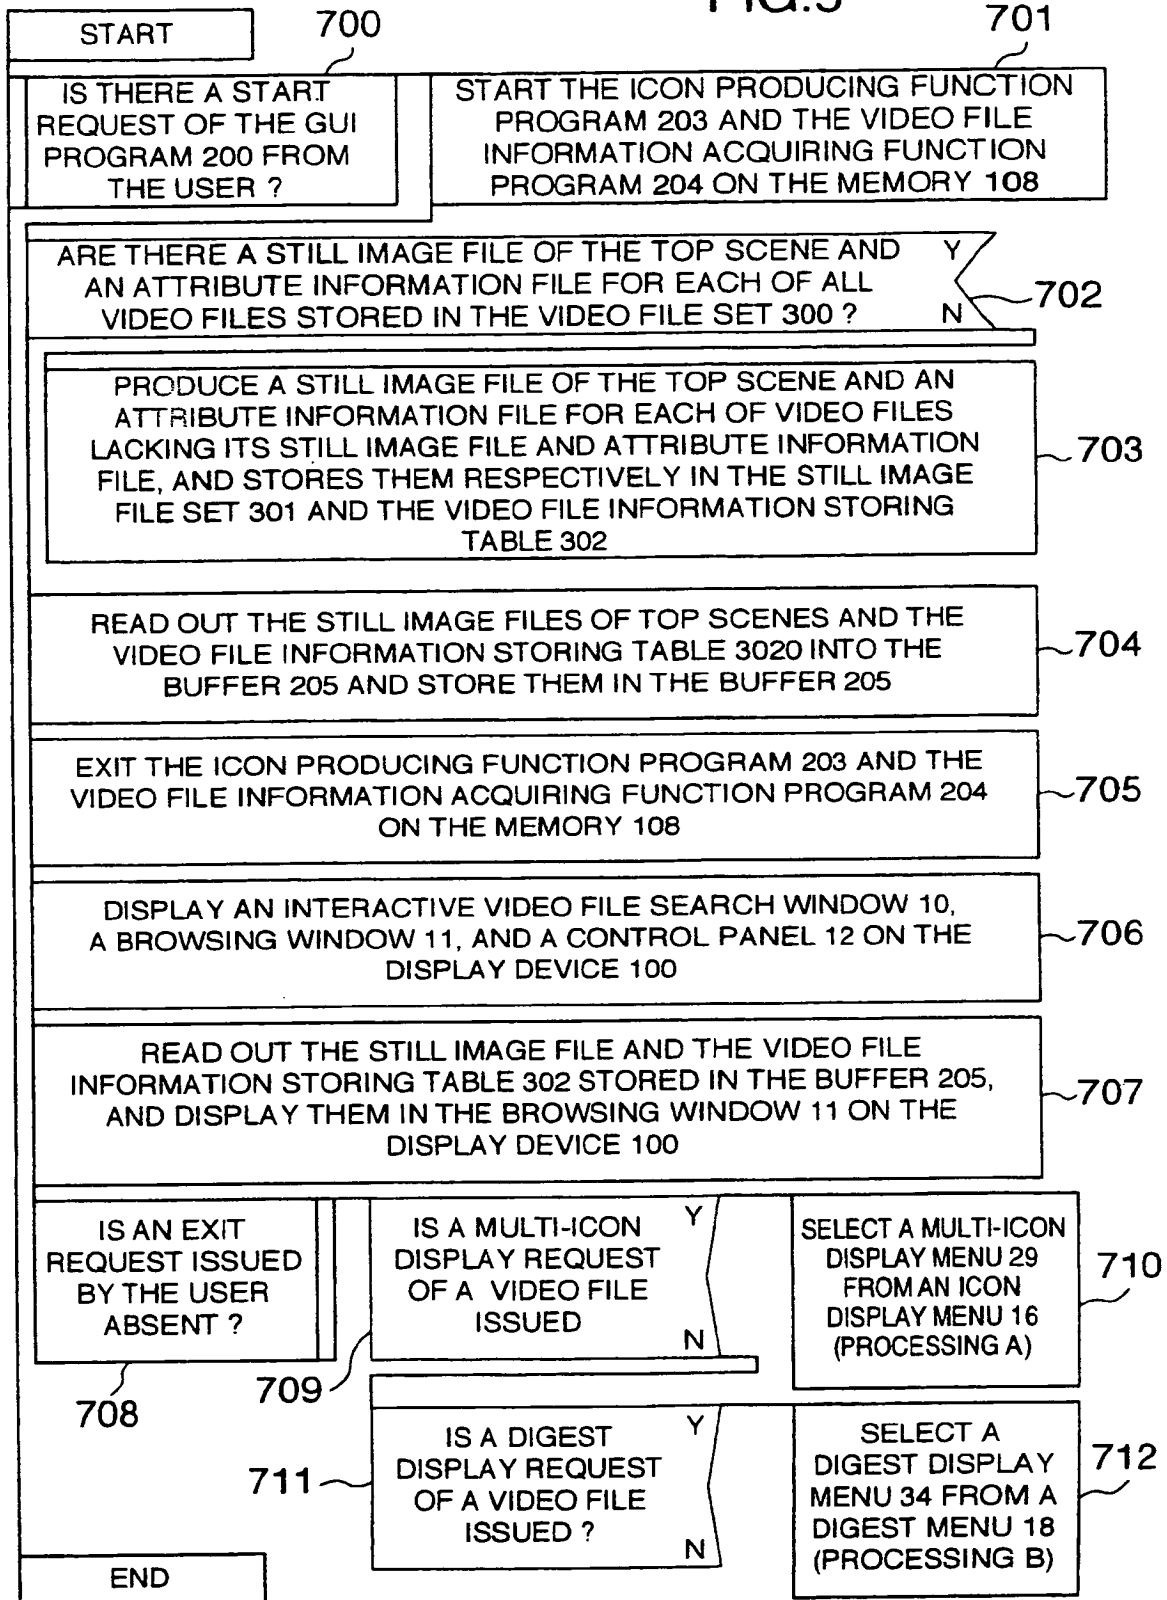 FIG.5
START
700
701
IS THERE A START
REQUEST OF THE GUI
PROGRAM 200 FROM
THE USER ?
START THE ICON PRODUCING FUNCTION
PROGRAM 203 AND THE VIDEO FILE
INFORMATION ACQUIRING FUNCTION
PROGRAM 204 ON THE MEMORY 108
ARE THERE A STILL IMAGE FILE OF THE TOP SCENE AND
AN ATTRIBUTE INFORMATION FILE FOR EACH OF ALL
VIDEO FILES STORED IN THE VIDEO FILE SET 300 ?
Y
N
702
PRODUCE A STILL IMAGE FILE OF THE TOP SCENE AND AN
ATTRIBUTE INFORMATION FILE FOR EACH OF VIDEO FILES
LACKING ITS STILL IMAGE FILE AND ATTRIBUTE INFORMATION
FILE, AND STORES THEM RESPECTIVELY IN THE STILL IMAGE
FILE SET 301 AND THE VIDEO FILE INFORMATION STORING
TABLE 302
703
READ OUT THE STILL IMAGE FILES OF TOP SCENES AND THE
VIDEO FILE INFORMATION STORING TABLE 3020 INTO THE
BUFFER 205 AND STORE THEM IN THE BUFFER 205
704
EXIT THE ICON PRODUCING FUNCTION PROGRAM 203 AND THE
VIDEO FILE INFORMATION ACQUIRING FUNCTION PROGRAM 204
ON THE MEMORY 108
705
DISPLAY AN INTERACTIVE VIDEO FILE SEARCH WINDOW 10,
A BROWSING WINDOW 11, AND A CONTROL PANEL 12 ON THE
DISPLAY DEVICE 100
706
READ OUT THE STILL IMAGE FILE AND THE VIDEO FILE
INFORMATION STORING TABLE 302 STORED IN THE BUFFER 205,
AND DISPLAY THEM IN THE BROWSING WINDOW 11 ON THE
DISPLAY DEVICE 100
707
IS AN EXIT
REQUEST ISSUED
BY THE USER
ABSENT ?
708
IS A MULTI-ICON
DISPLAY REQUEST
OF A VIDEO FILE
ISSUED
Y
N
709
SELECT A MULTI-ICON
DISPLAY MENU 29
FROM AN ICON
DISPLAY MENU 16
(PROCESSING A)
710
IS A DIGEST
DISPLAY REQUEST
OF A VIDEO FILE
ISSUED ?
Y
N
711
SELECT A
DIGEST DISPLAY
MENU 34 FROM A
DIGEST MENU 18
(PROCESSING B)
712
END